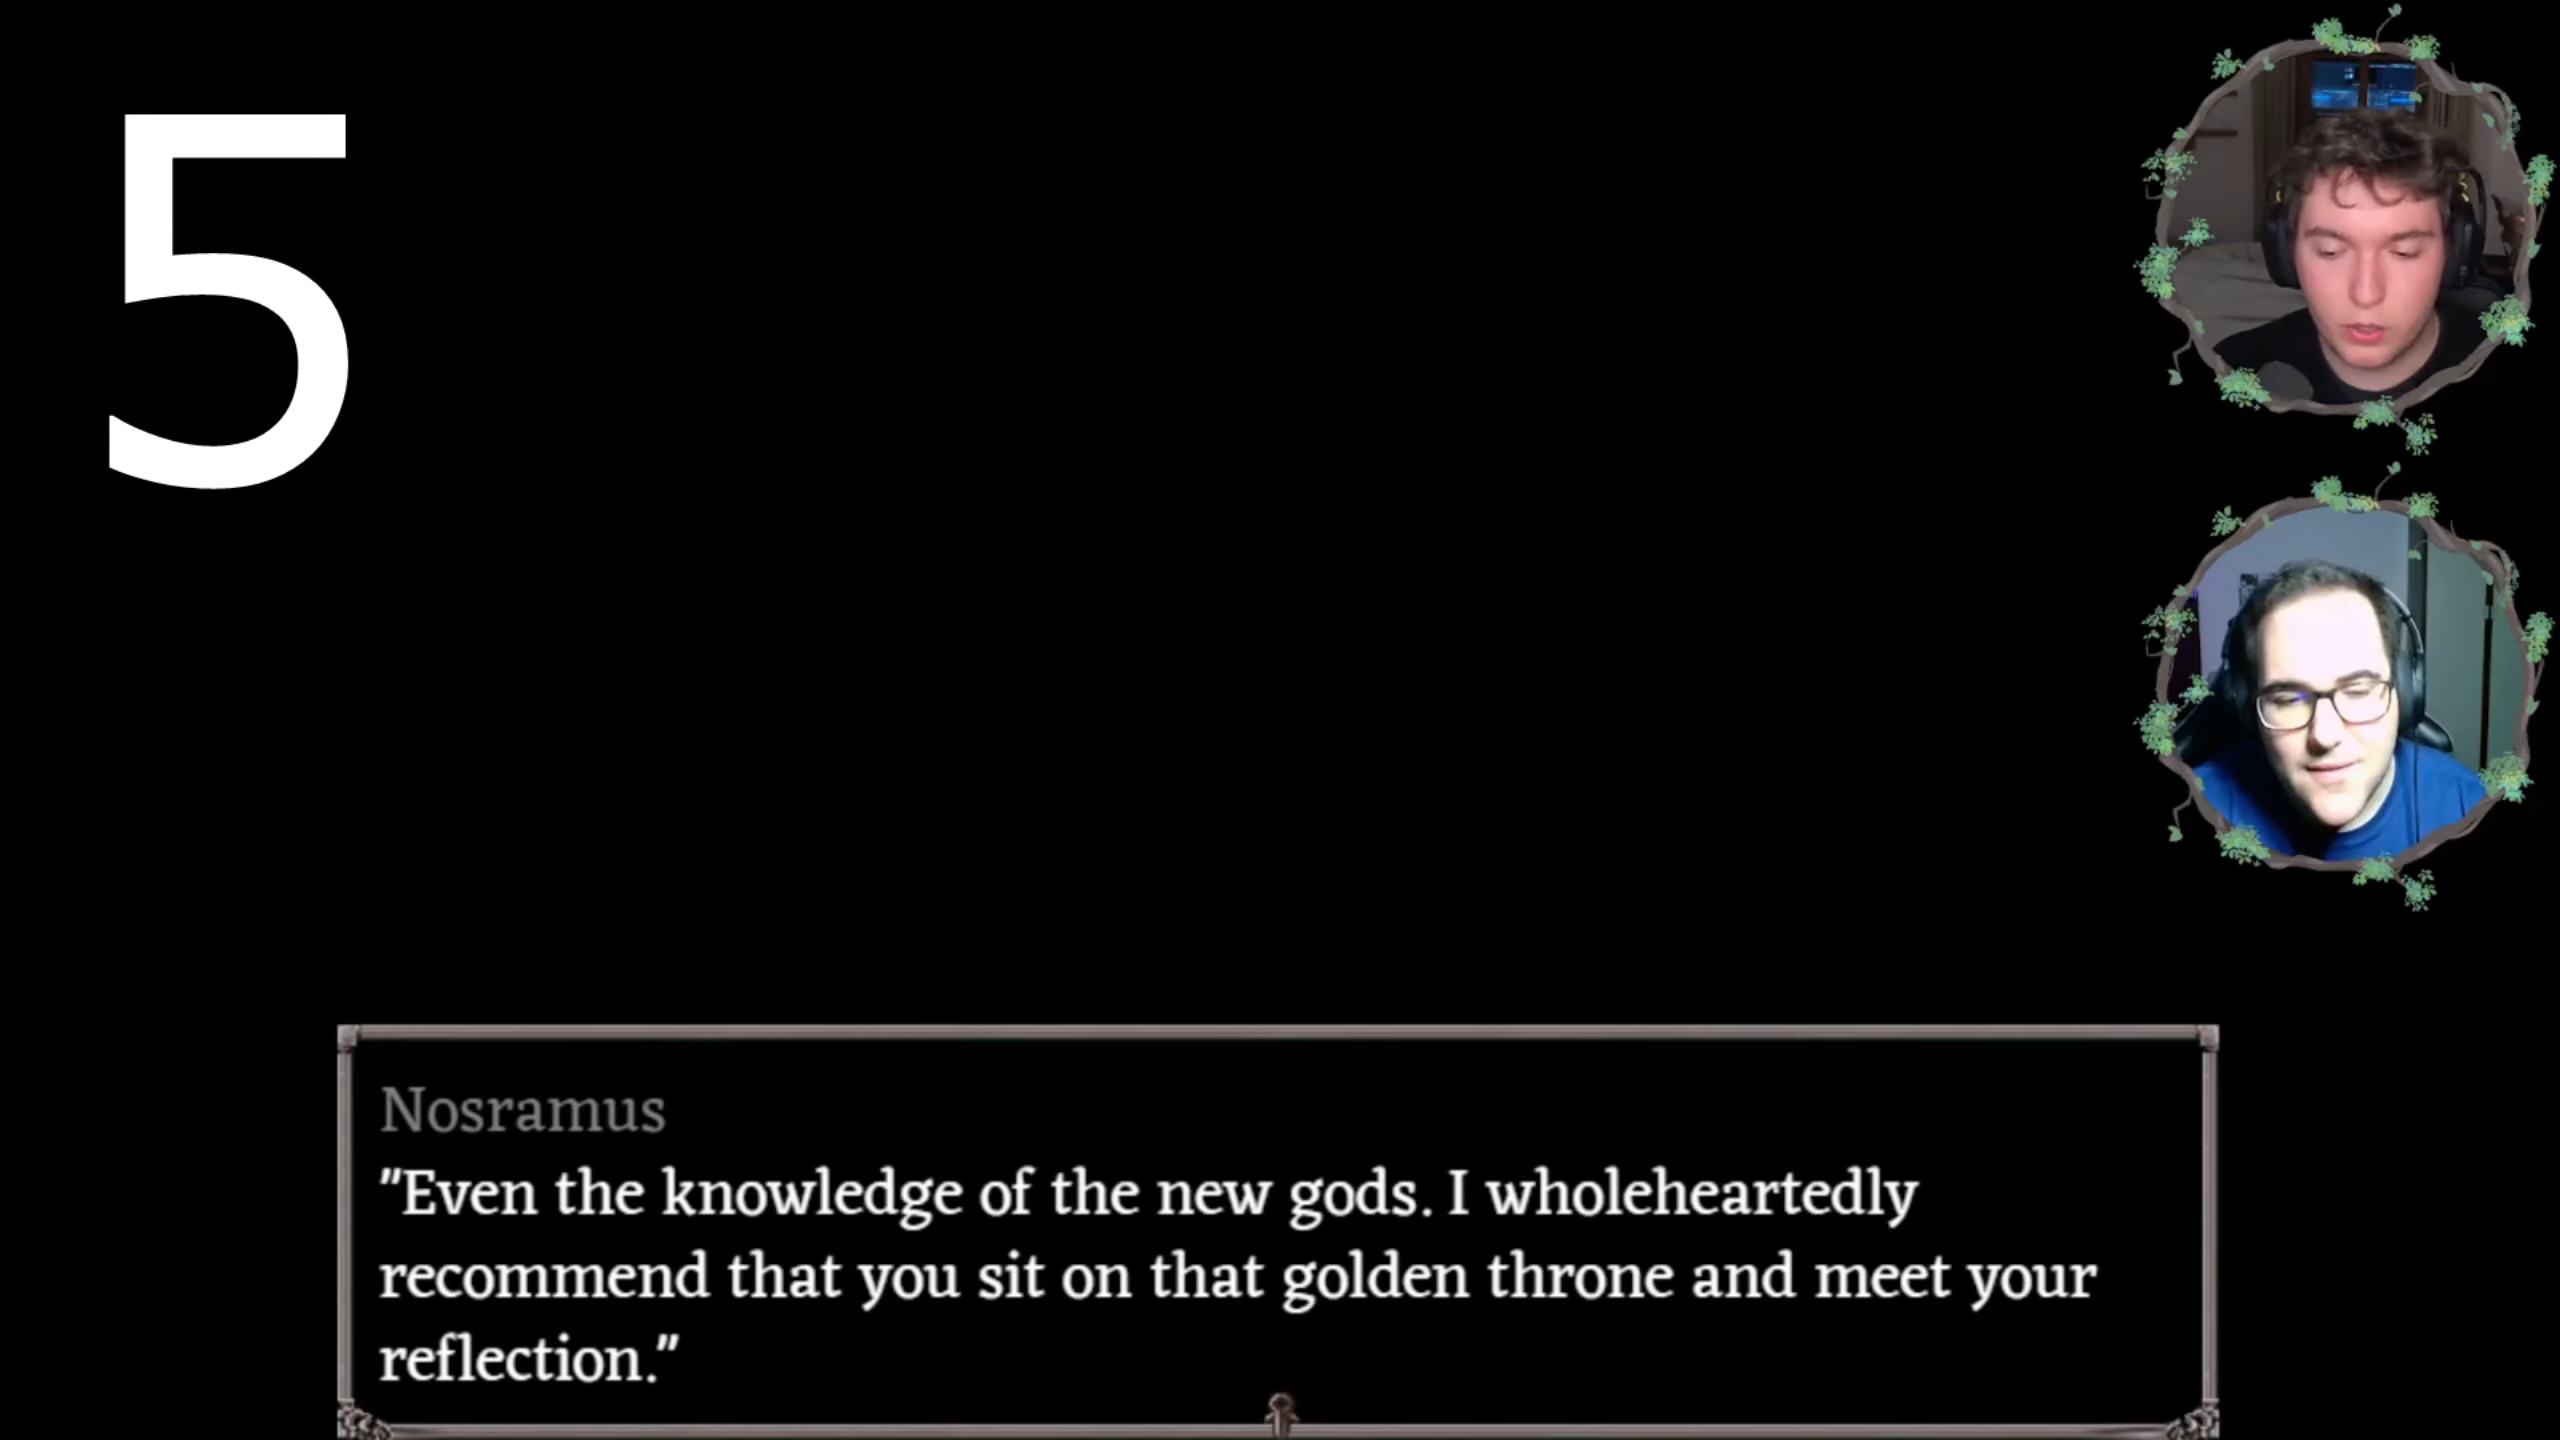 5
Nosramus
"Even the knowledge of the new gods. I wholeheartedly
recommend that you sit on that golden throne and meet your
reflection."